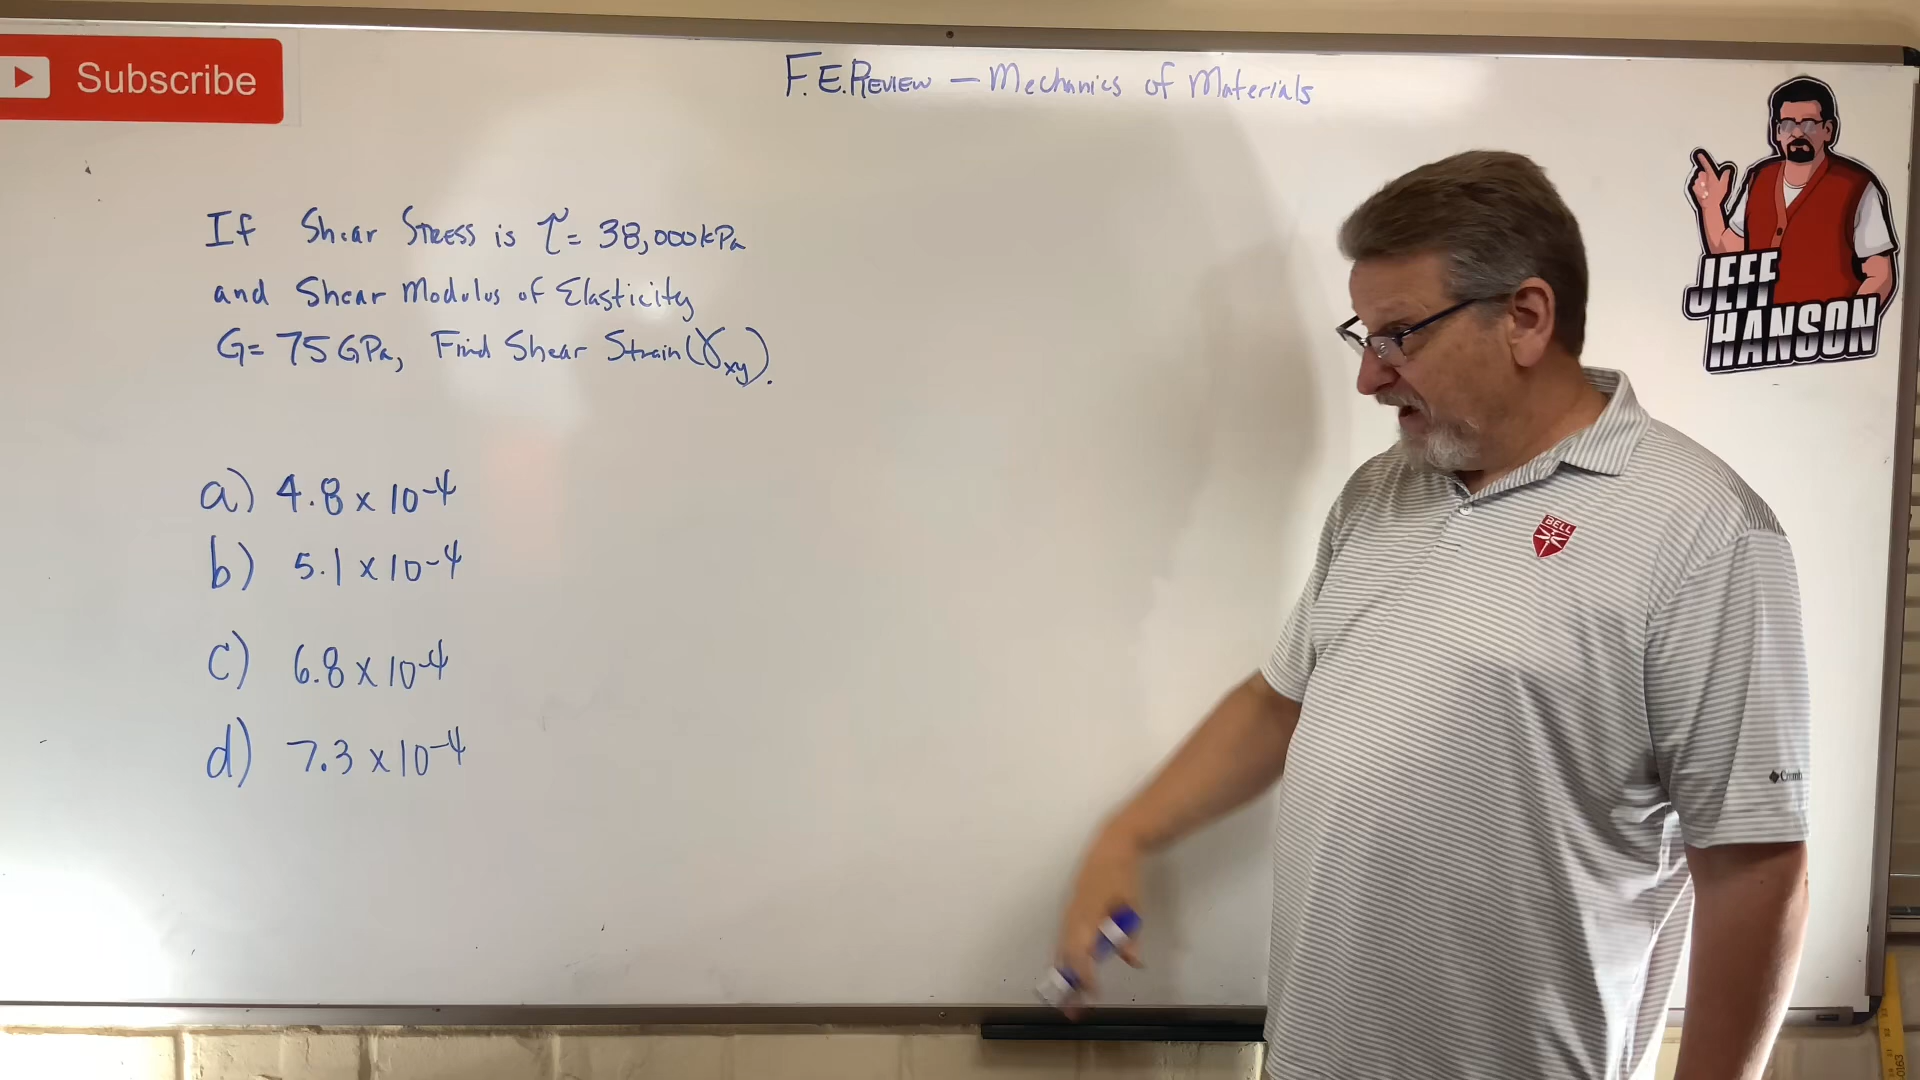 Subscribe
F.E. Review – Mechanics of Materials
If Shear Stress is τ = 38,000 kPa
and Shear Modulus of Elasticity
G = 75 GPa, Find Shear Strain (γxy).
a) 4.8 x 10-4
b) 5.1 x 10-4
c) 6.8 x 10-4
d) 7.3 x 10-4
JEFF
HANSON
BELL